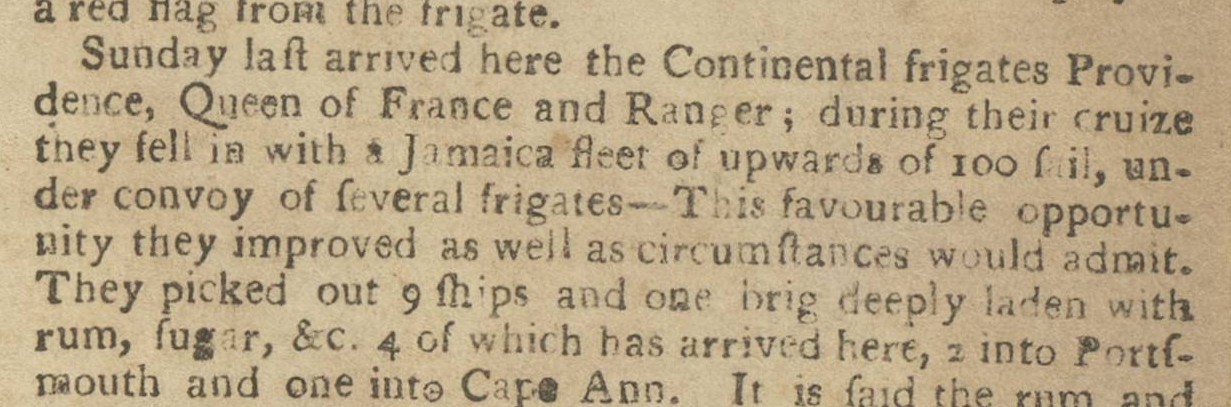 a red flag from the frigate.
Sunday laſt arrived here the Continental frigates Provi-
dence, Queen of France and Ranger; during their cruize
they fell in with a Jamaica fleet of upwards of 100 ſail, un-
der convoy of ſeveral frigates—This favourable opportu-
nity they improved as well as circumſtances would admit.
They picked out 9 ſhips and one brig deeply laden with
rum, ſugar, &c. 4 of which has arrived here, 2 into Portſ-
mouth and one into Cape Ann. It is ſaid the rum and